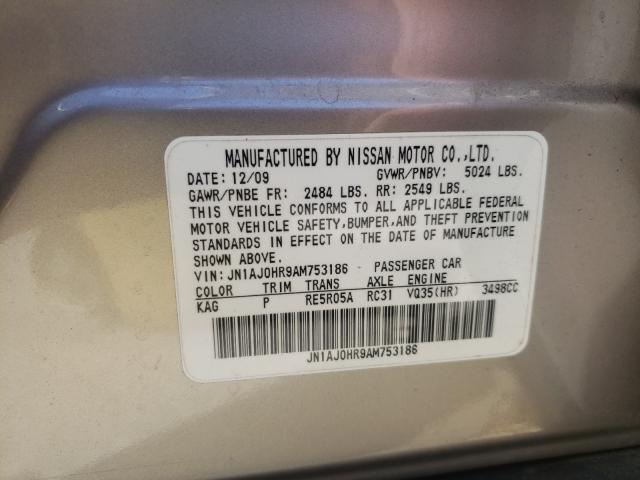 MANUFACTURED BY NISSAN MOTOR CO.,LTD.
DATE: 12/09 GVWR/PNBV: 5024 LBS.
GAWR/PNBE FR: 2484 LBS. RR: 2549 LBS.
THIS VEHICLE CONFORMS TO ALL APPLICABLE FEDERAL
MOTOR VEHICLE SAFETY,BUMPER,AND THEFT PREVENTION
STANDARDS IN EFFECT ON THE DATE OF MANUFACTURE
SHOWN ABOVE.
VIN: JN1AJ0HR9AM753186 PASSENGER CAR
COLOR TRIM TRANS AXLE ENGINE
KAG P RE5R05A RC31 VQ35(HR) 3498CC
JN1AJ0HR9AM753186